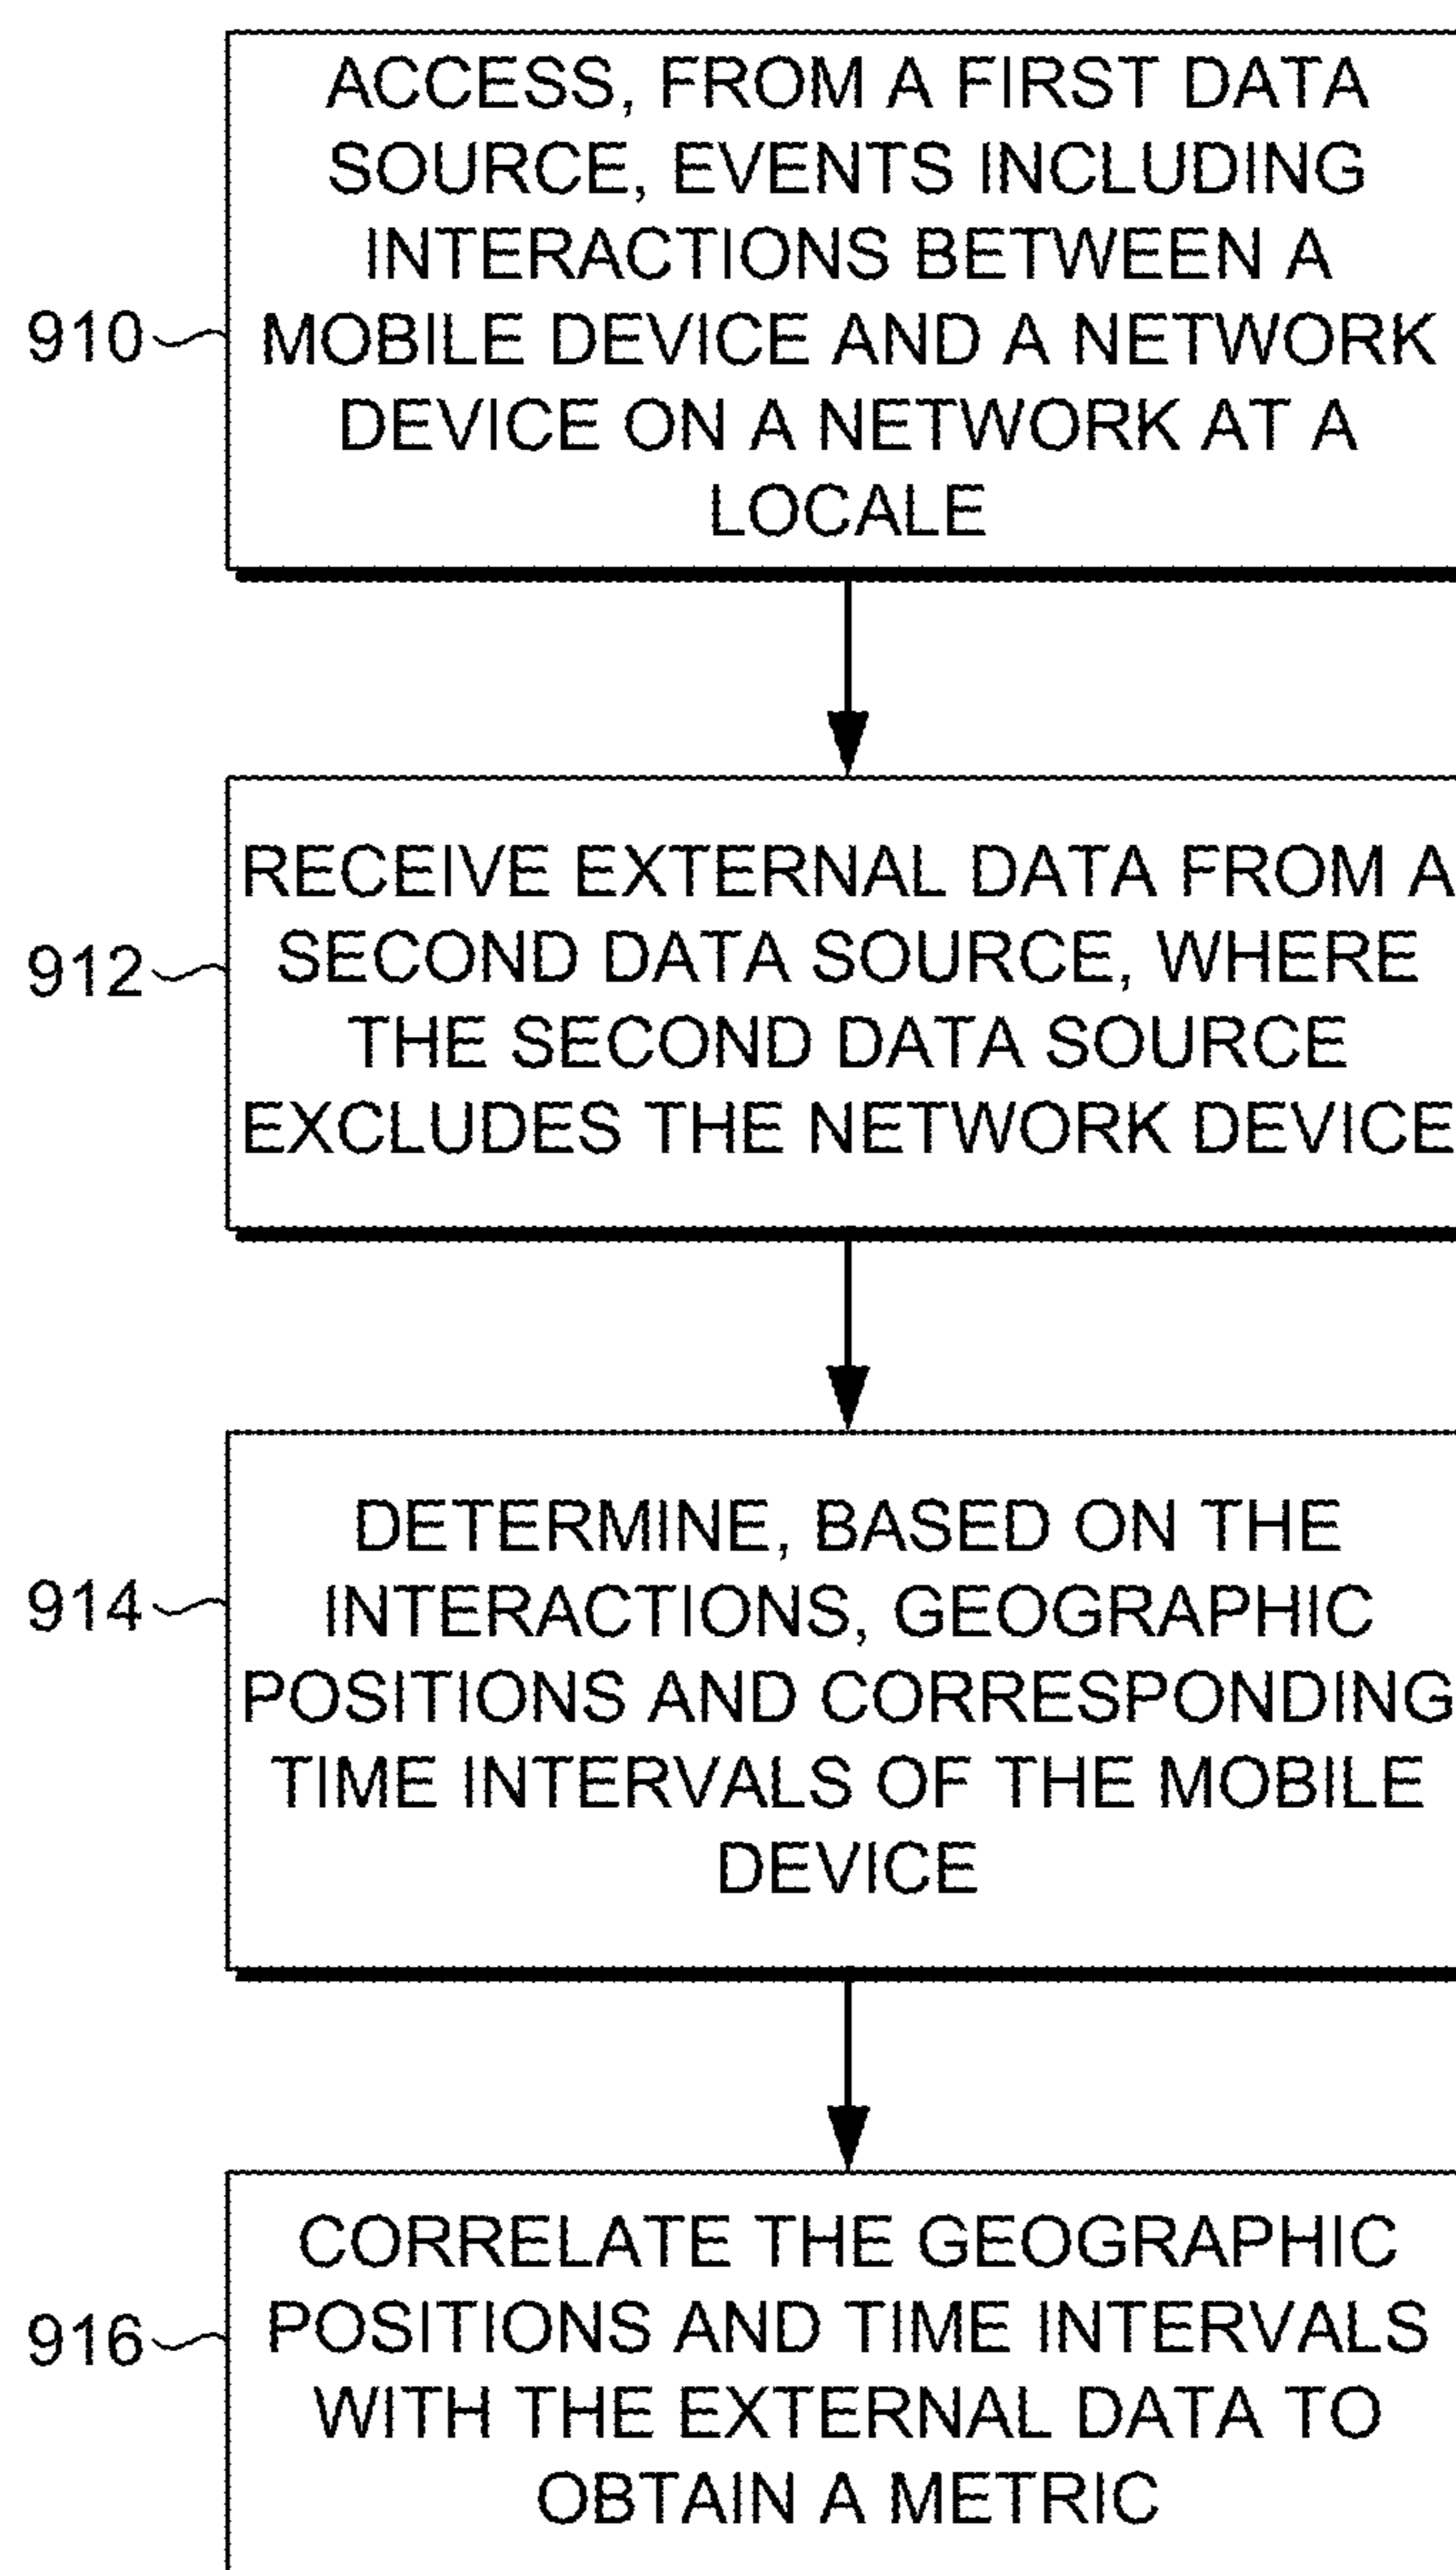 ACCESS, FROM A FIRST DATA
SOURCE, EVENTS INCLUDING
INTERACTIONS BETWEEN A
910
MOBILE DEVICE AND A NETWORK
DEVICE ON A NETWORK AT A
LOCALE
RECEIVE EXTERNAL DATA FROM A
912
SECOND DATA SOURCE, WHERE
THE SECOND DATA SOURCE
EXCLUDES THE NETWORK DEVICE
DETERMINE, BASED ON THE
914
INTERACTIONS, GEOGRAPHIC
POSITIONS AND CORRESPONDING
TIME INTERVALS OF THE MOBILE
DEVICE
CORRELATE THE GEOGRAPHIC
916
POSITIONS AND TIME INTERVALS
WITH THE EXTERNAL DATA TO
OBTAIN A METRIC